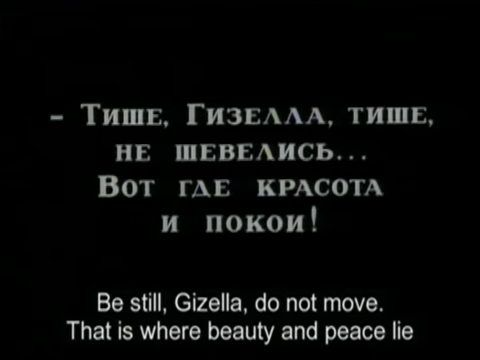 – Тише, Гизелла, тише,
не шевелись...
Вот где красота
и покои!
Be still, Gizella, do not move.
That is where beauty and peace lie